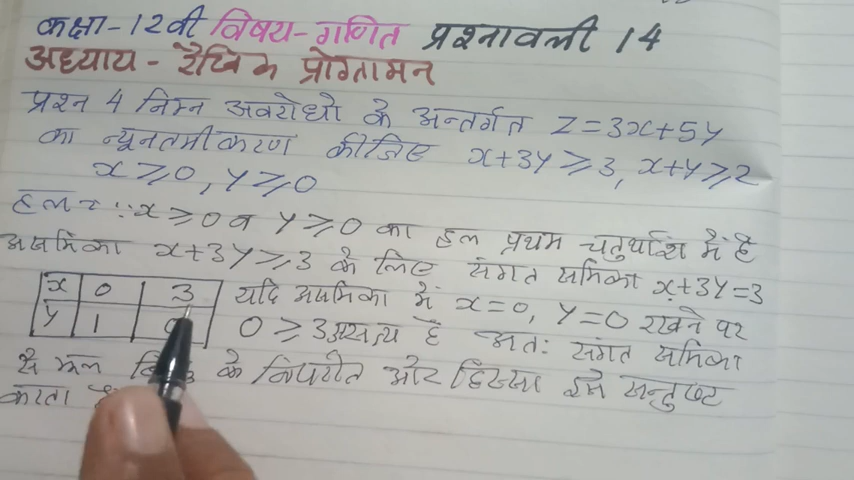 कक्षा-12वी विषय-गणित प्रश्नावली 14
अध्याय - रैखिक प्रोग्रामन
प्रश्न 4 निम्न अवरोधो के अन्तर्गत Z=3x+5y
का न्यूनतमीकरण कीजिए x+3y≥3, x+y≥2
x≥0, y≥0
हल - ∵ x≥0 व y≥0 का हल प्रथम चतुर्थांश में है
असमिका x+3y≥3 के लिए संगत समिका x+3y=3
x 0 3 यदि असमिका में x=0, y=0 रखने पर
y 1 0≥3 असत्य है अतः संगत समिका
से मूल के विपरीत ओर हिस्सा इसे सन्तुष्ट
करता